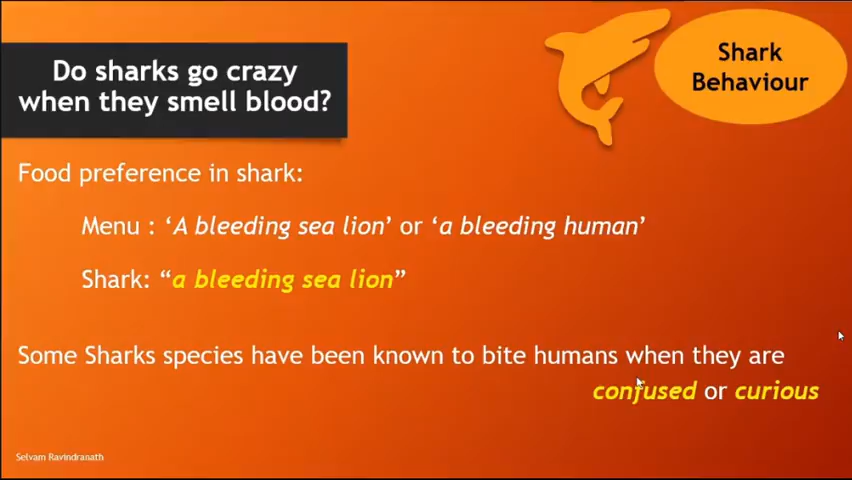 Do sharks go crazy
when they smell blood?
Shark
Behaviour
Food preference in shark:
Menu : ‘A bleeding sea lion’ or ‘a bleeding human’
Shark: “a bleeding sea lion”
Some Sharks species have been known to bite humans when they are
confused or curious
Selvam Ravindranath